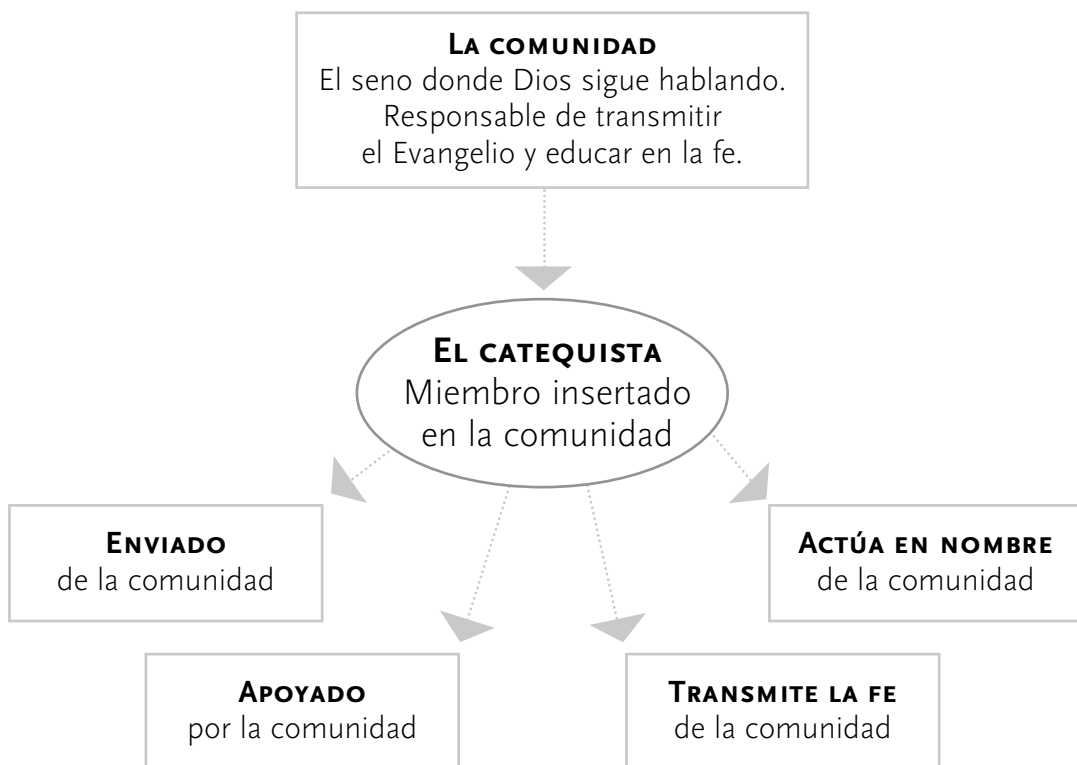 LA COMUNIDAD
El seno donde Dios sigue hablando.
Responsable de transmitir
el Evangelio y educar en la fe.
EL CATEQUISTA
Miembro insertado
en la comunidad
ENVIADO
de la comunidad
ACTÚA EN NOMBRE
de la comunidad
APOYADO
por la comunidad
TRANSMITE LA FE
de la comunidad